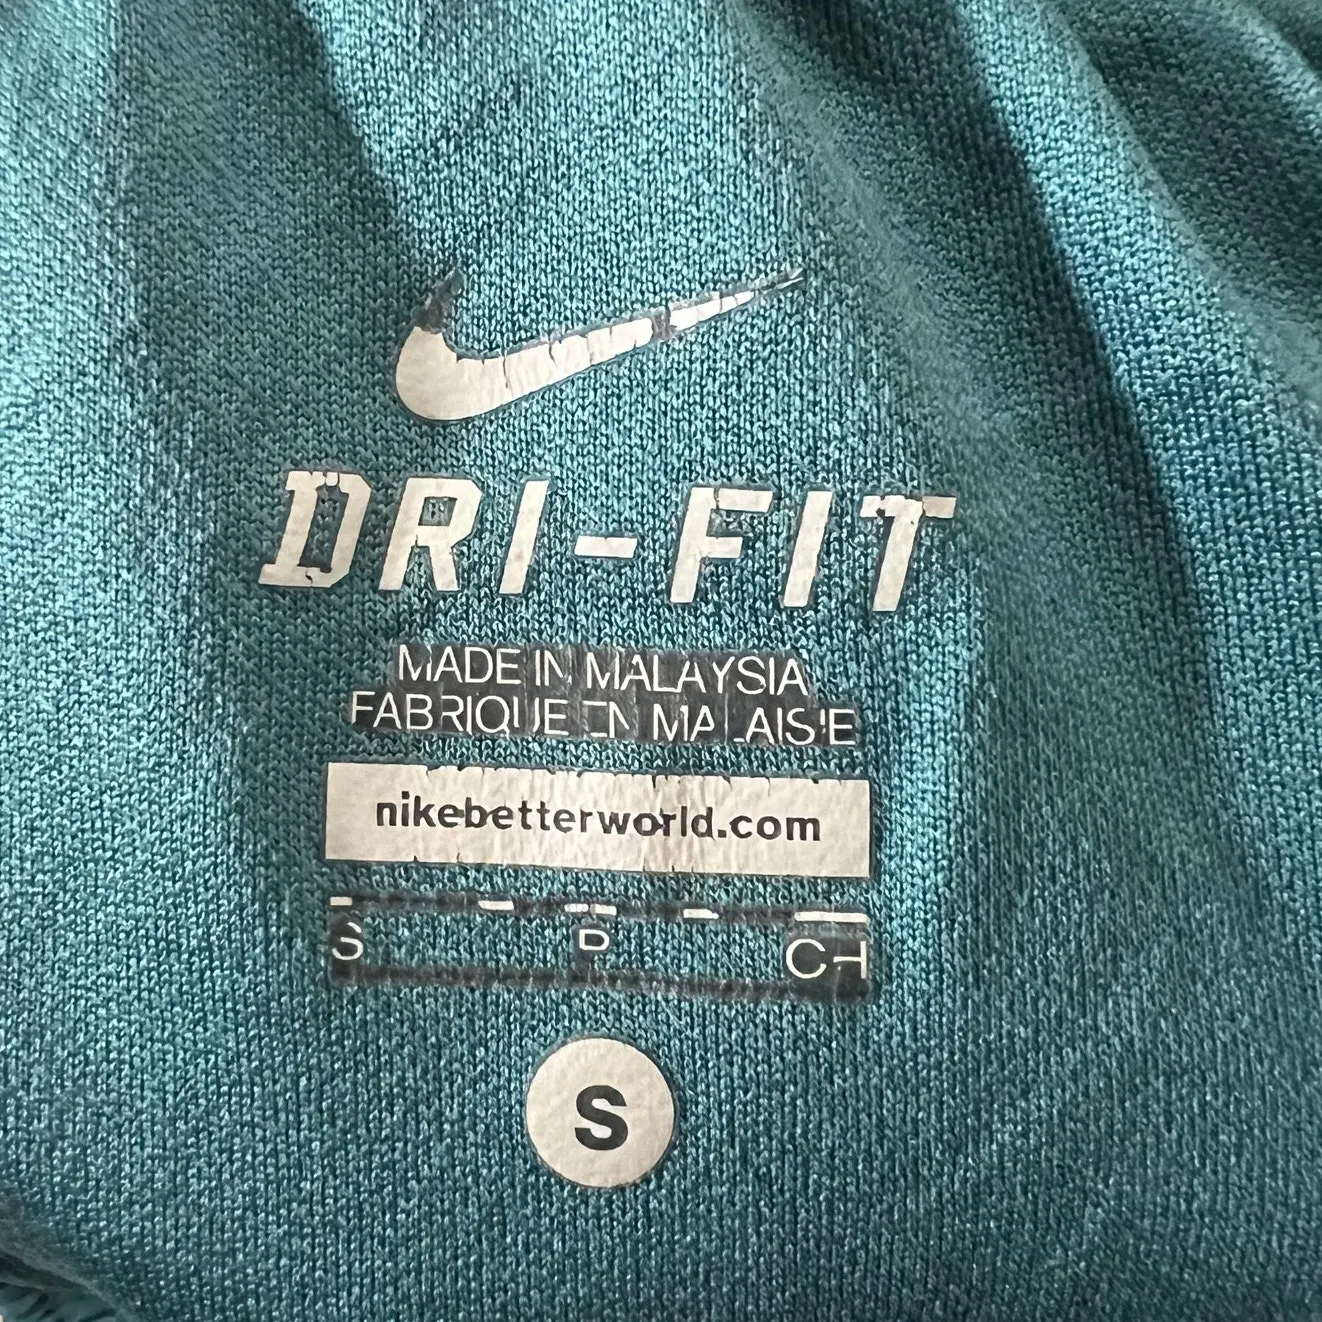 DRI-FIT
MADE IN MALAYSIA
FABRIQUE EN MALAISIE
nikebetterworld.com
S P CH
S